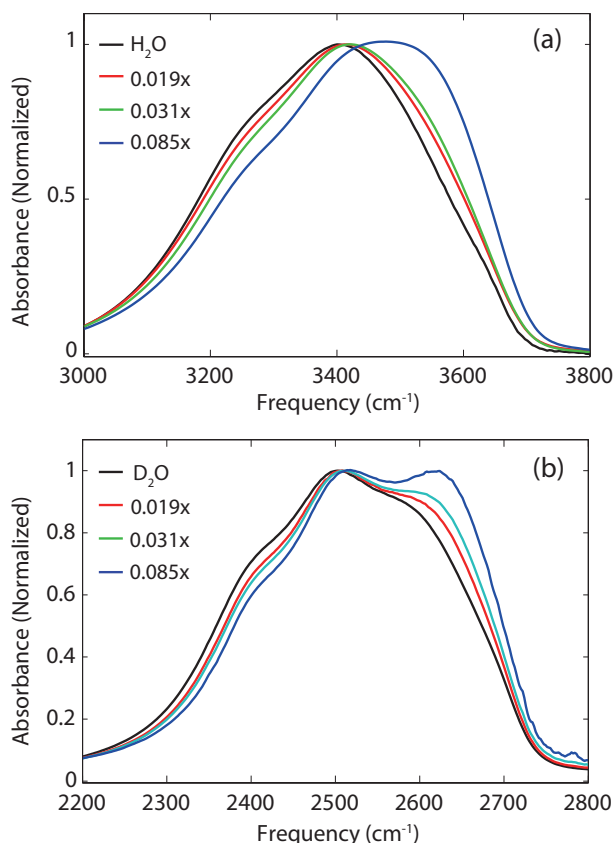 (a)
H₂O
0.019x
0.031x
0.085x
1
0.5
0
Absorbance (Normalized)
3000 3200 3400 3600 3800
Frequency (cm⁻¹)
(b)
D₂O
0.019x
0.031x
0.085x
1
0.8
0.6
0.4
0.2
0
Absorbance (Normalized)
2200 2300 2400 2500 2600 2700 2800
Frequency (cm⁻¹)